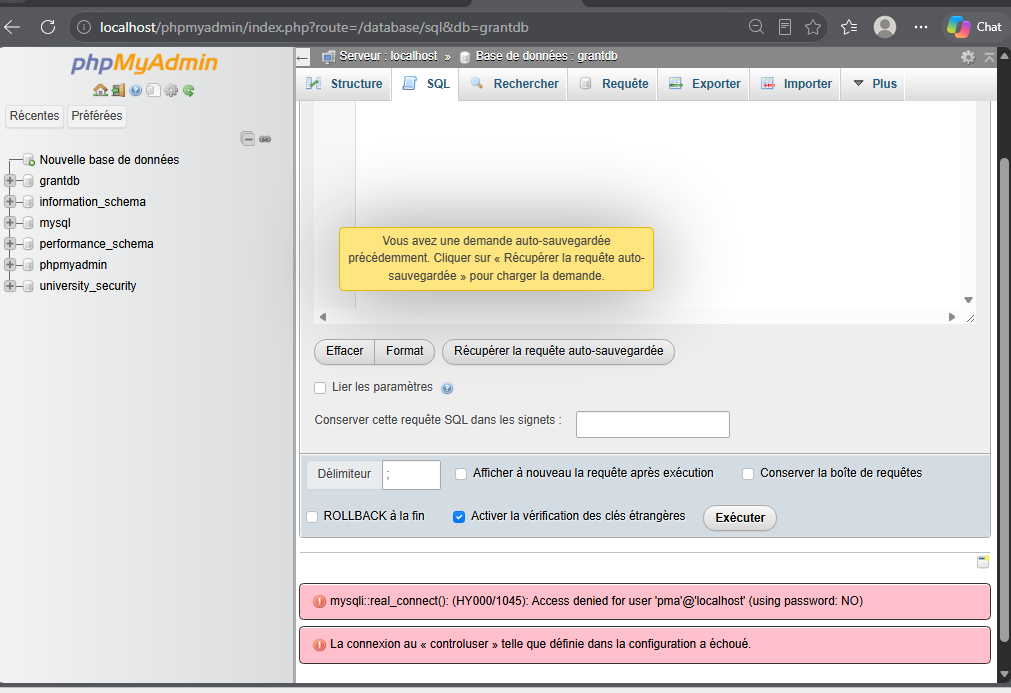 localhost/phpmyadmin/index.php?route=/database/sql&db=grantdb
Chat
phpMyAdmin
Récentes
Préférées
Nouvelle base de données
grantdb
information_schema
mysql
performance_schema
phpmyadmin
university_security
Serveur : localhost » Base de données : grantdb
Structure
SQL
Rechercher
Requête
Exporter
Importer
Plus
Vous avez une demande auto-sauvegardée
précédemment. Cliquer sur « Récupérer la requête auto-
sauvegardée » pour charger la demande.
Effacer
Format
Récupérer la requête auto-sauvegardée
Lier les paramètres
Conserver cette requête SQL dans les signets :
Délimiteur
;
Afficher à nouveau la requête après exécution
Conserver la boîte de requêtes
ROLLBACK à la fin
Activer la vérification des clés étrangères
Exécuter
mysqli::real_connect(): (HY000/1045): Access denied for user 'pma'@'localhost' (using password: NO)
La connexion au « controluser » telle que définie dans la configuration a échoué.